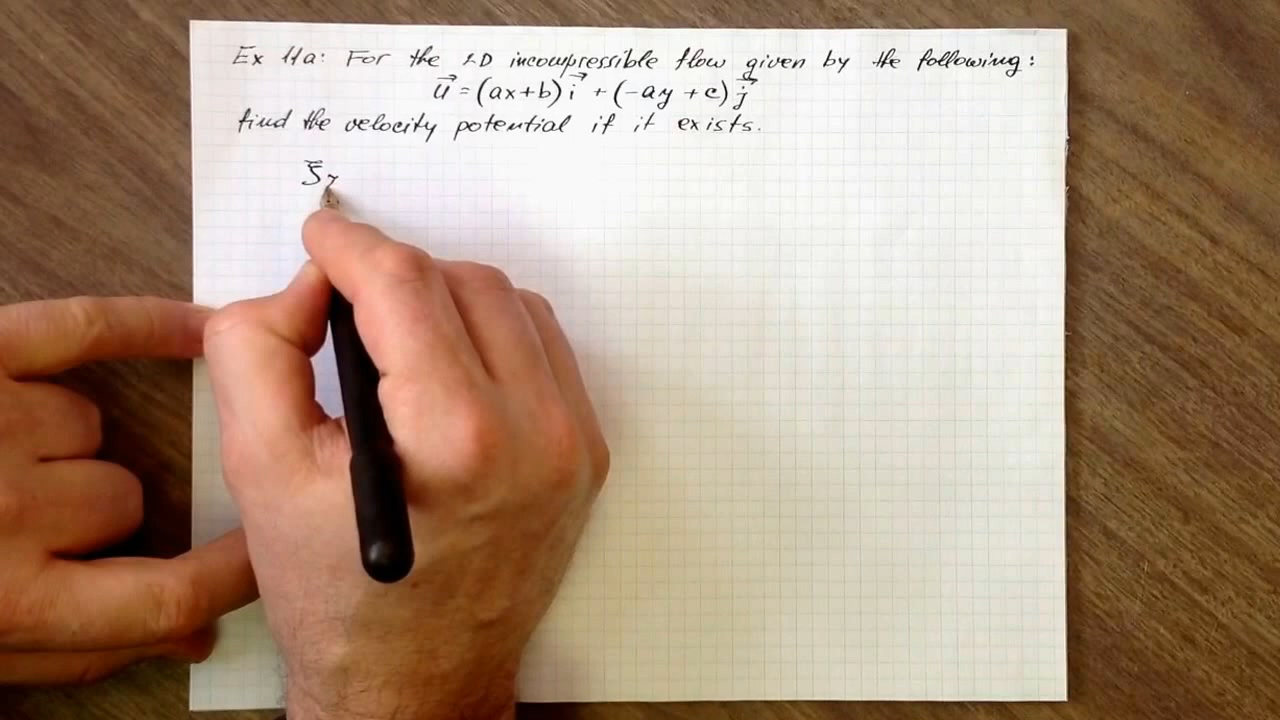 Ex 11a: For the 2D incompressible flow given by the following:
u⃗ = (ax+b) i⃗ + (-ay + c) j⃗
find the velocity potential if it exists.